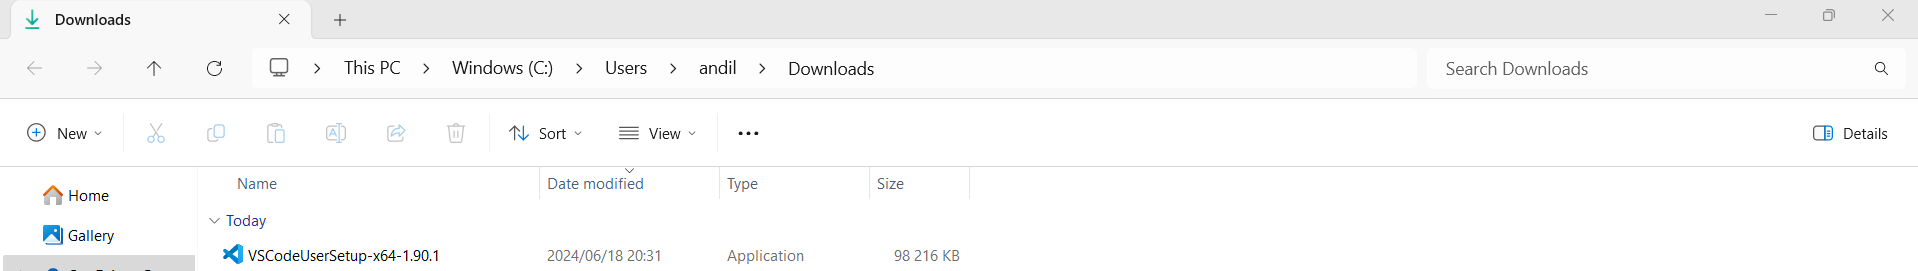 Downloads
This PC > Windows (C:) > Users > andil > Downloads
Search Downloads
New
Sort
View
Details
Name Date modified Type Size
Home
Today
Gallery
VSCodeUserSetup-x64-1.90.1 2024/06/18 20:31 Application 98 216 KB